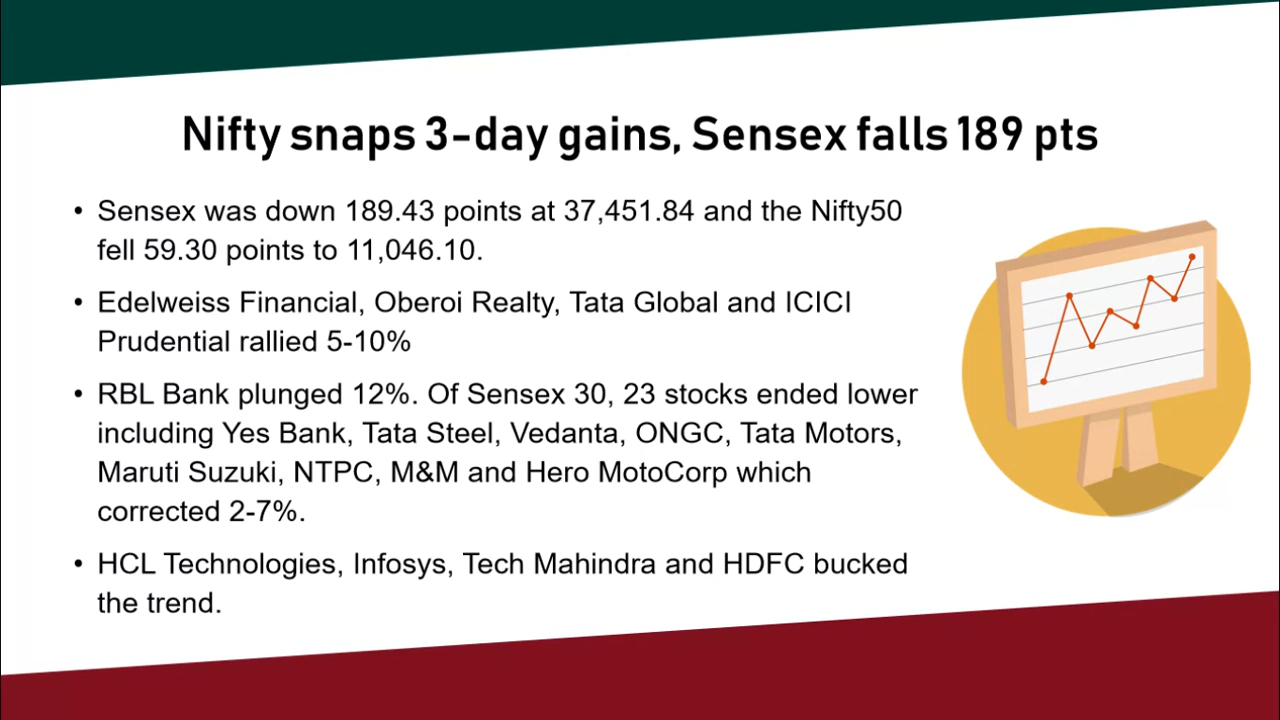 Nifty snaps 3-day gains, Sensex falls 189 pts
• Sensex was down 189.43 points at 37,451.84 and the Nifty50
fell 59.30 points to 11,046.10.
• Edelweiss Financial, Oberoi Realty, Tata Global and ICICI
Prudential rallied 5-10%
• RBL Bank plunged 12%. Of Sensex 30, 23 stocks ended lower
including Yes Bank, Tata Steel, Vedanta, ONGC, Tata Motors,
Maruti Suzuki, NTPC, M&M and Hero MotoCorp which
corrected 2-7%.
• HCL Technologies, Infosys, Tech Mahindra and HDFC bucked
the trend.